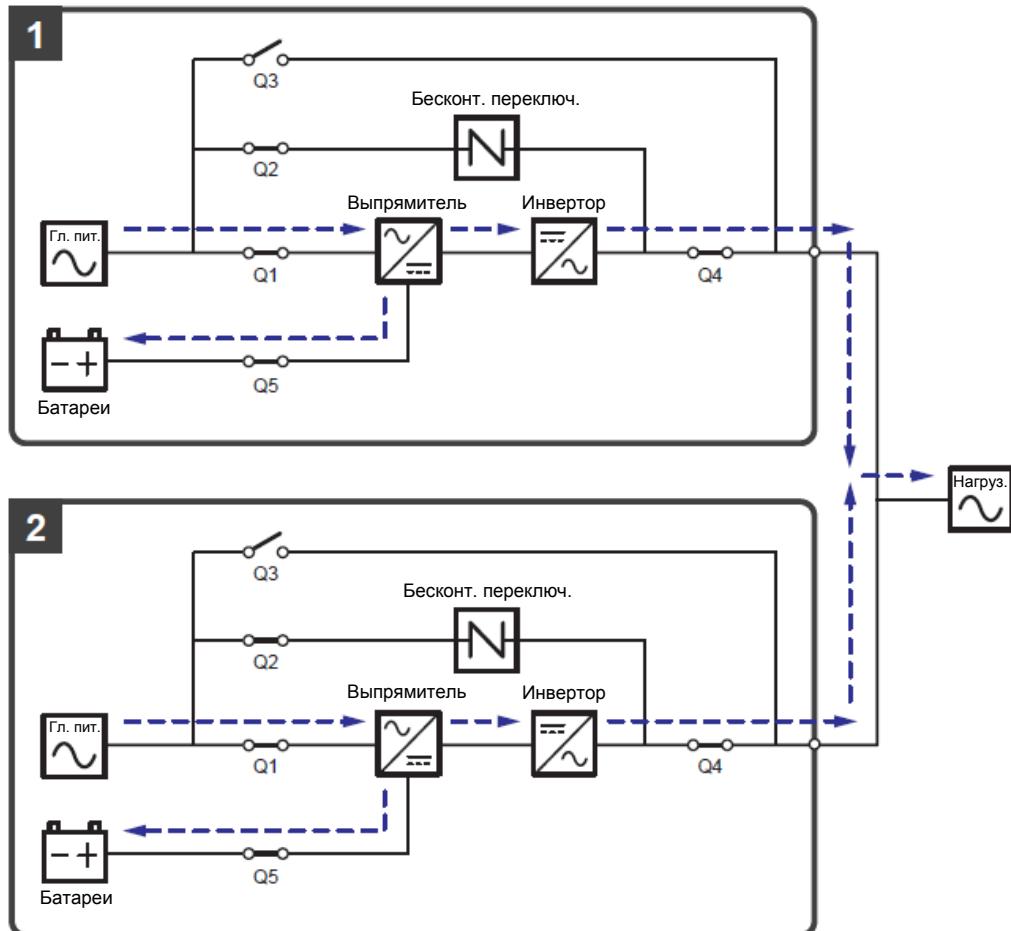 1
Q3
Бесконт. переключ.
Q2
Выпрямитель
Инвертор
Гл. пит.
Q1
Q4
Q5
Батареи
Нагруз.
2
Q3
Бесконт. переключ.
Q2
Выпрямитель
Инвертор
Гл. пит.
Q1
Q4
Q5
Батареи